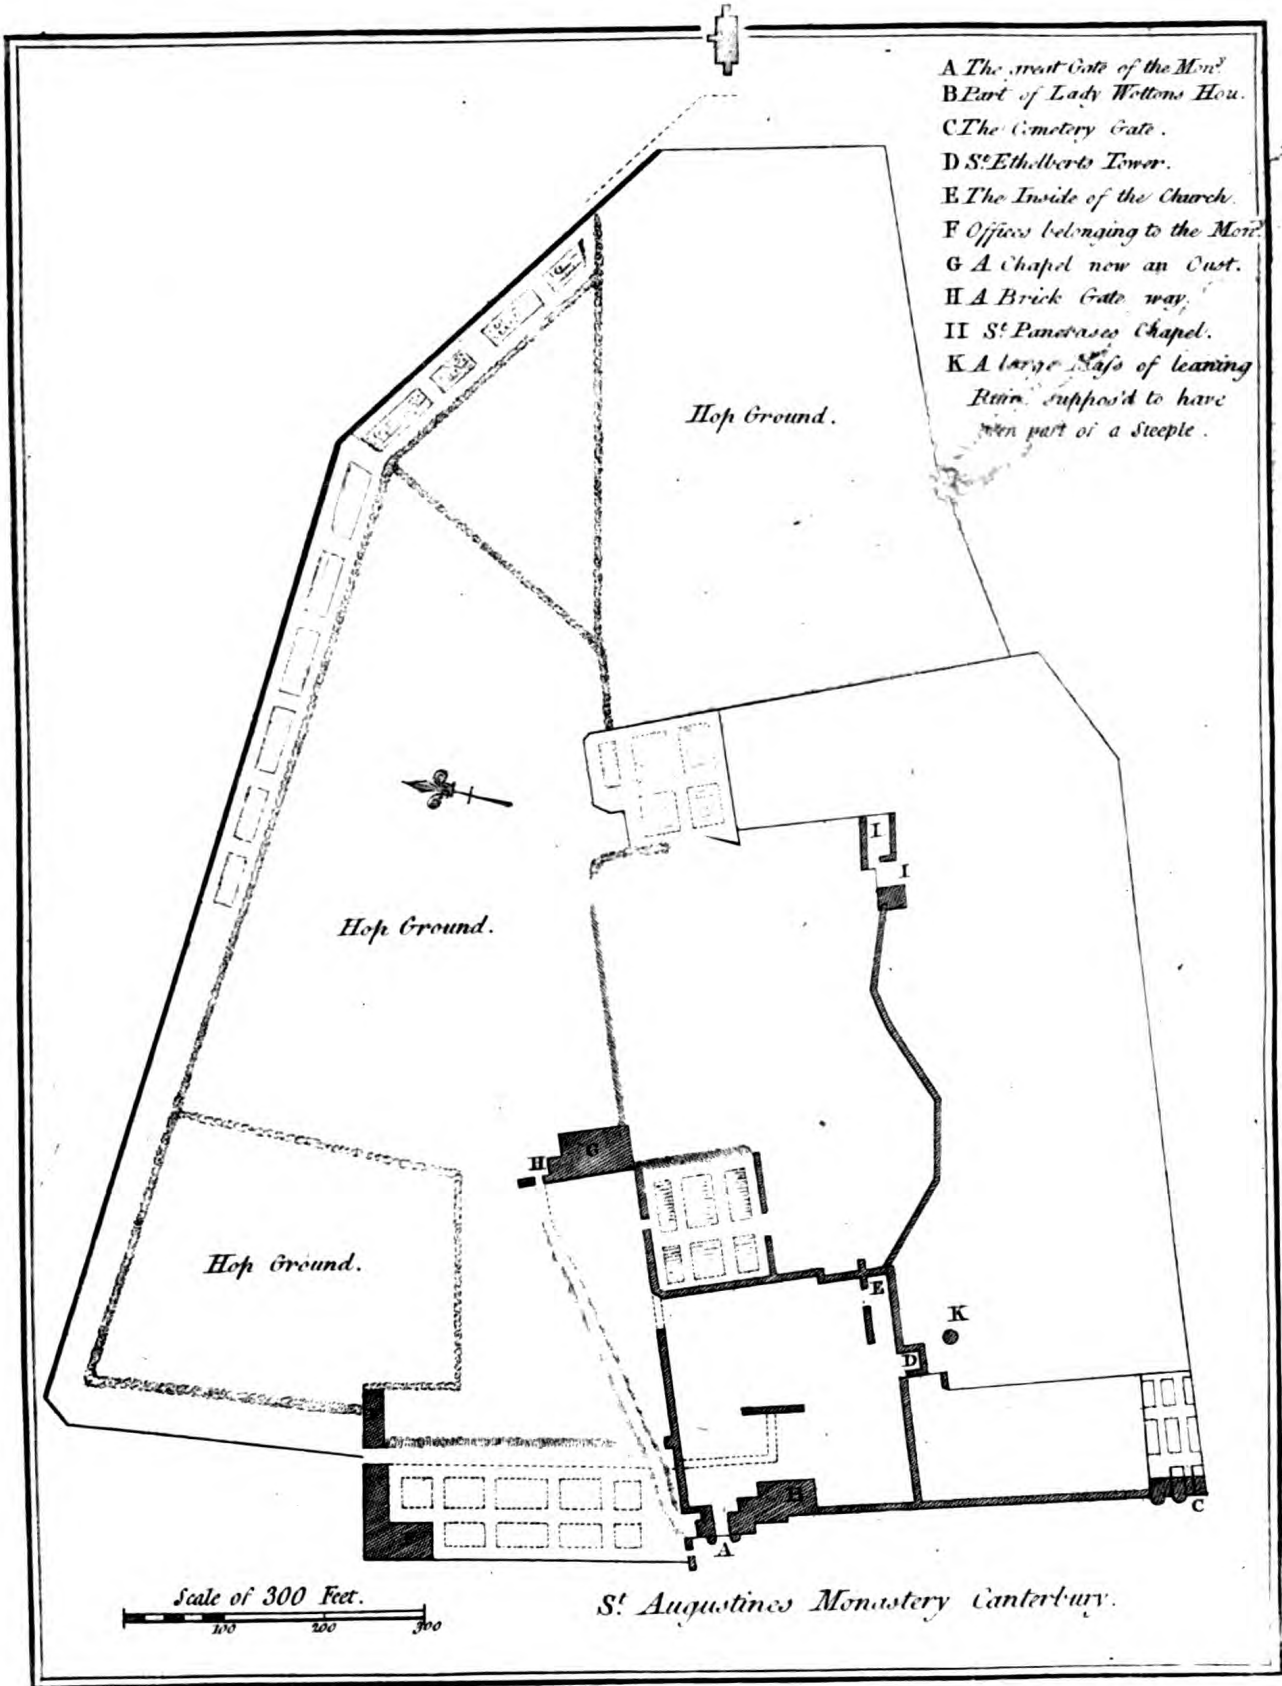 A The great Gate of the Mon.y
B Part of Lady Wottons Hou.
C The Cemetery Gate.
D St. Ethelberts Tower.
E The Inside of the Church.
F Offices belonging to the Mon.y
G A Chapel now an Oust.
H A Brick Gate way.
II St. Pancrases Chapel.
K A large Mass of leaning
Ruin suppos'd to have
been part of a Steeple.
Hop Ground.
I
I
Hop Ground.
H
G
Hop Ground.
E
K
D
H
C
A
Scale of 300 Feet.
100
200
300
St. Augustines Monastery Canterbury.